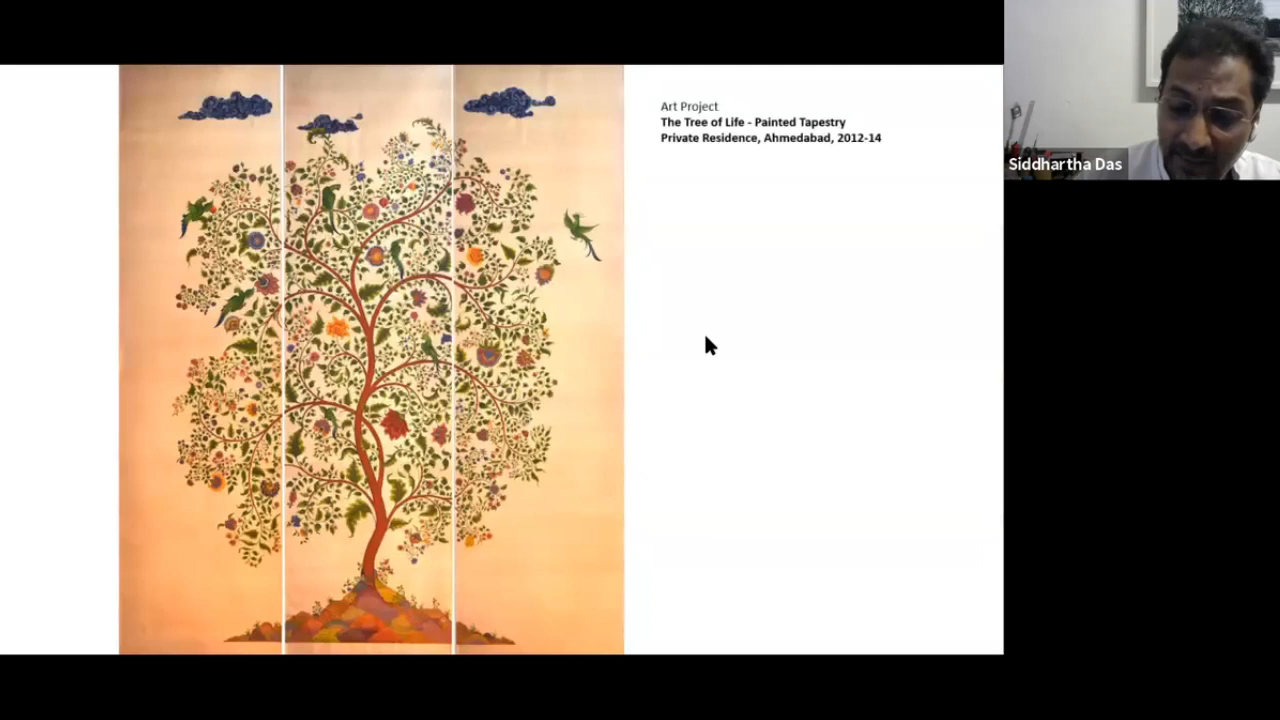 Art Project
The Tree of Life - Painted Tapestry
Private Residence, Ahmedabad, 2012-14
Siddhartha Das